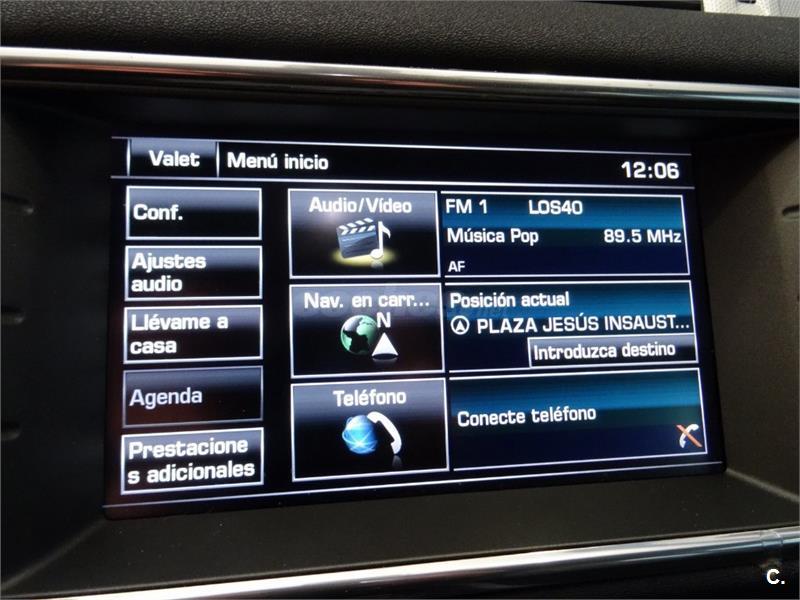 Valet
Menú inicio
12:06
Conf.
Ajustes
audio
Llévame a
casa
Agenda
Prestacione
s adicionales
Audio/Vídeo
FM 1 LOS40
Música Pop 89.5 MHz
AF
Nav. en carr...
N
Posición actual
PLAZA JESÚS INSAUST...
Introduzca destino
Teléfono
Conecte teléfono
C.